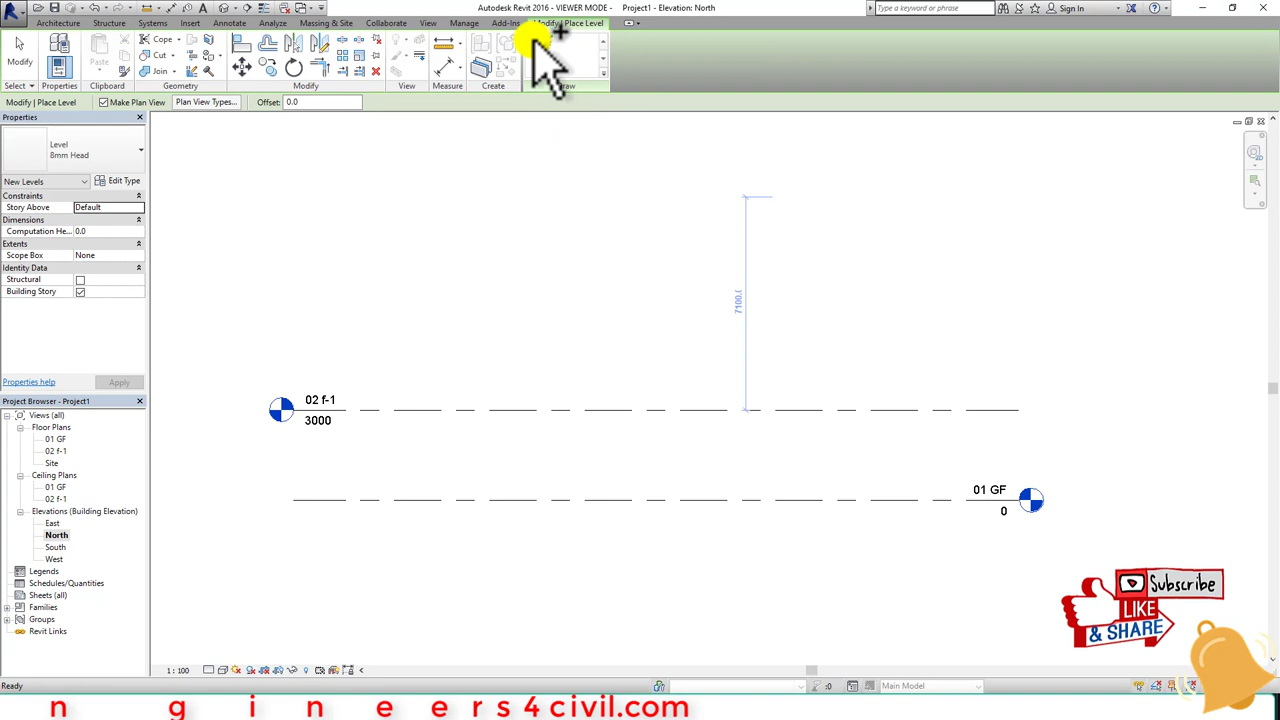 Autodesk Revit 2016 - VIEWER MODE - Project1 - Elevation: North
Type a keyword or phrase
Sign In
Architecture Structure Systems Insert Annotate Analyze Massing & Site Collaborate View Manage Add-Ins Modify | Place Level
Modify
Paste
Cope
Cut
Join
Select Properties Clipboard Geometry Modify View Measure Create
Modify | Place Level Make Plan View Plan View Types... Offset: 0.0
Properties
Level
8mm Head
New Levels Edit Type
Constraints
Story Above Default
Dimensions
Computation He... 0.0
Extents
Scope Box None
Identity Data
Structural
Building Story
Properties help Apply
Project Browser - Project1
Views (all)
Floor Plans
01 GF
02 f-1
Site
Ceiling Plans
01 GF
02 f-1
Elevations (Building Elevation)
East
North
South
West
Legends
Schedules/Quantities
Sheets (all)
Families
Groups
Revit Links
02 f-1
3000
01 GF
0
Subscribe
LIKE
& SHARE
1 : 100
Ready
:0
Main Model
n g i n e e r s 4 civil.com